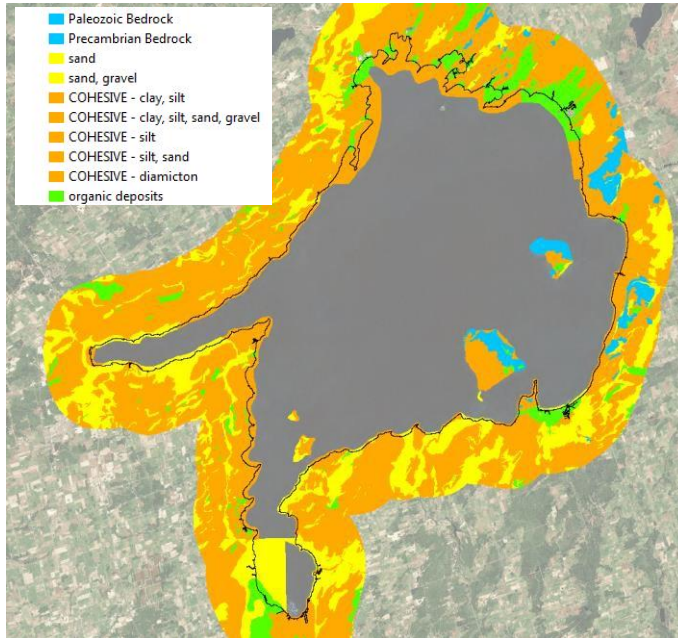 Paleozoic Bedrock
Precambrian Bedrock
sand
sand, gravel
COHESIVE - clay, silt
COHESIVE - clay, silt, sand, gravel
COHESIVE - silt
COHESIVE - silt, sand
COHESIVE - diamicton
organic deposits